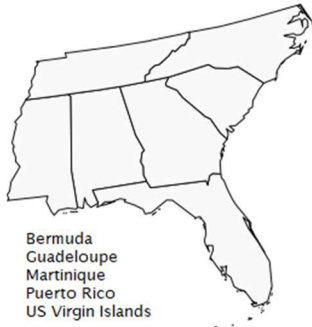 Bermuda
Guadeloupe
Martinique
Puerto Rico
US Virgin Islands